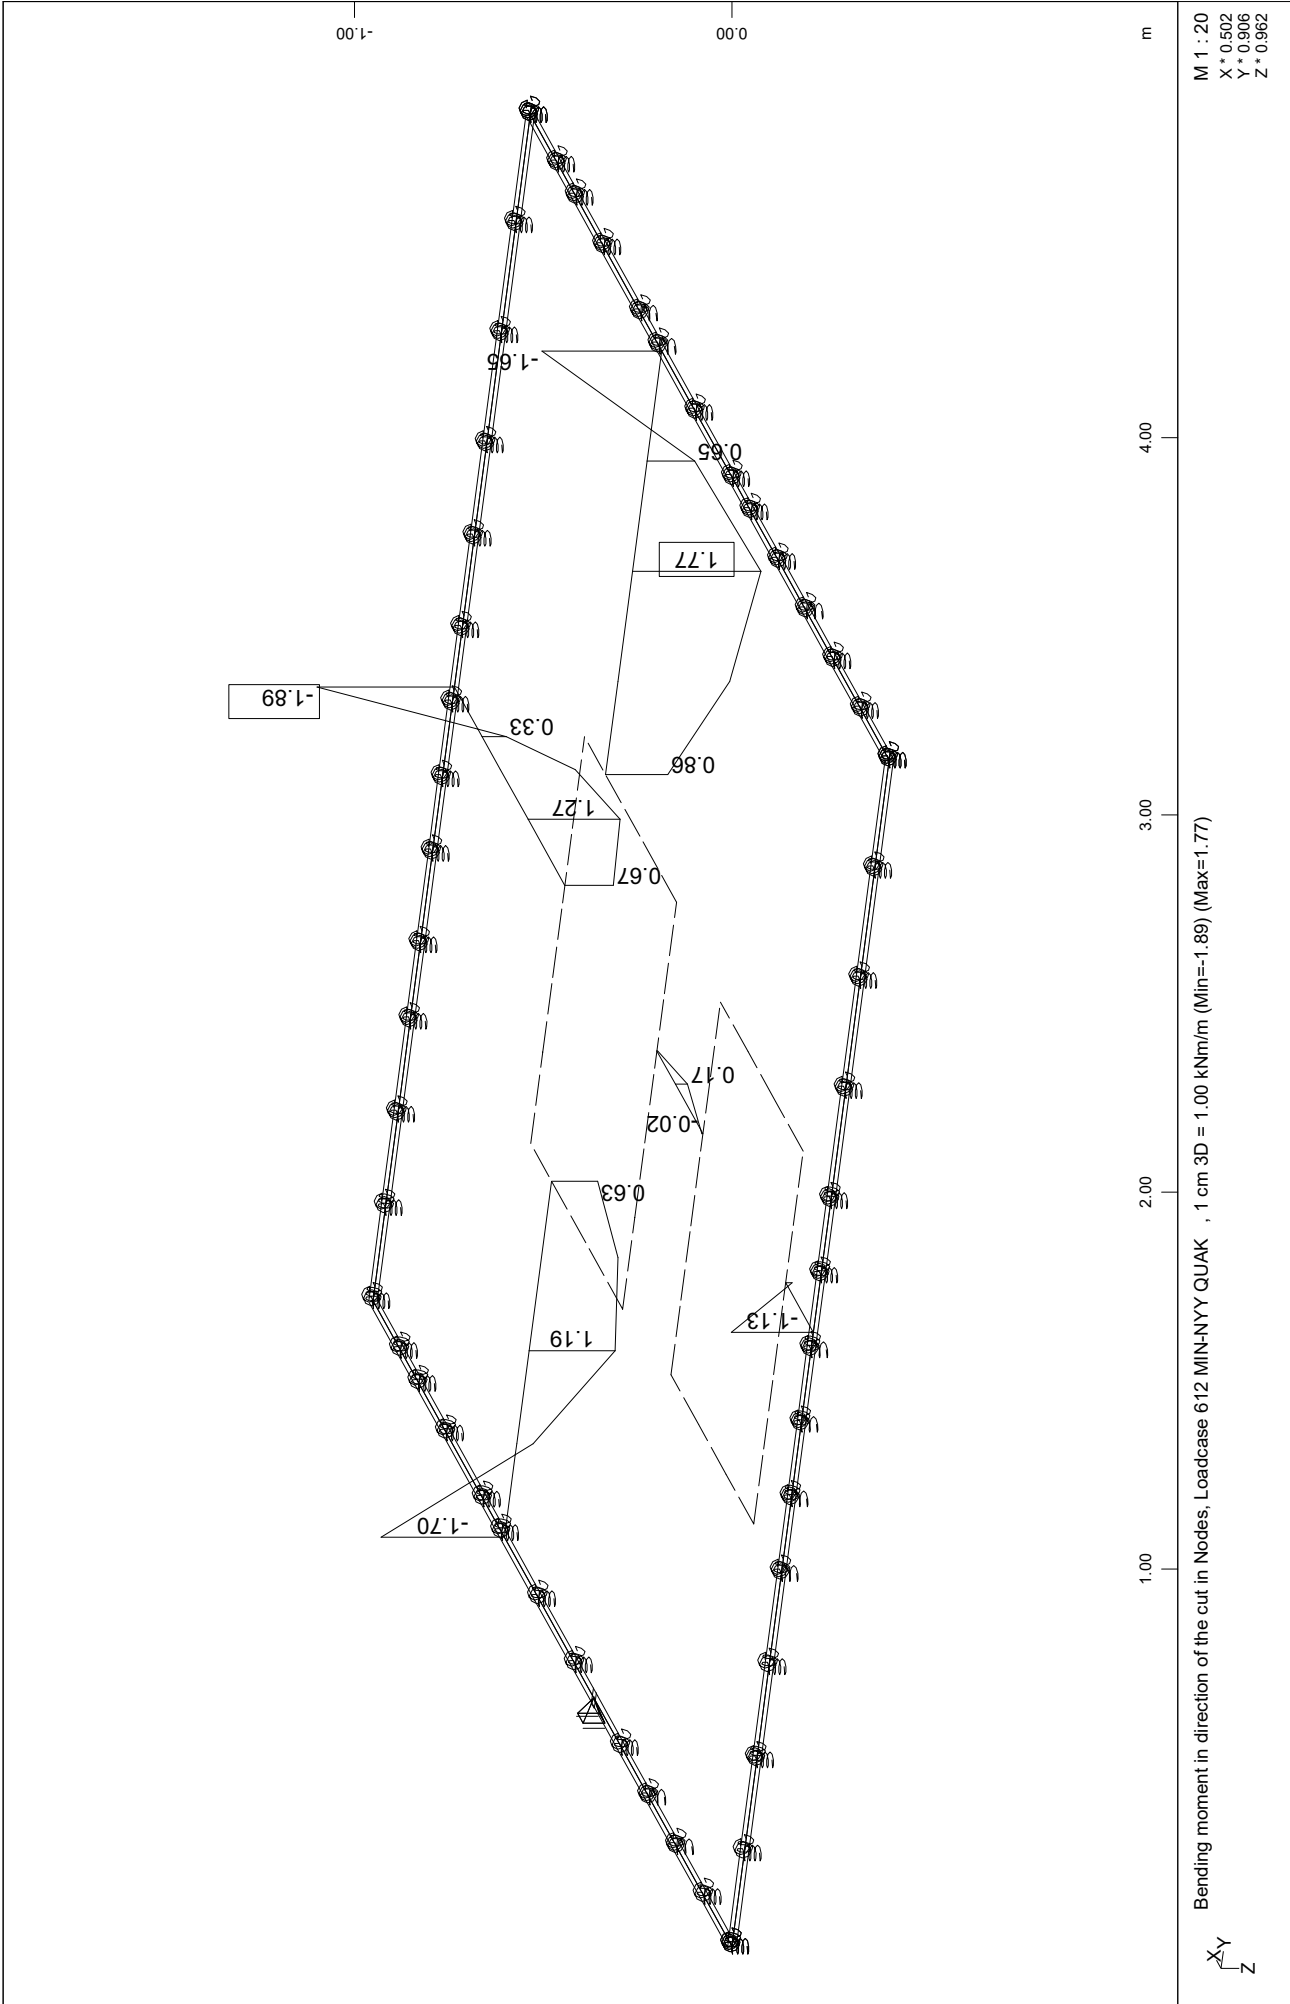 -1.00
0.00
m
M 1 : 20
X * 0.502
Y * 0.906
Z * 0.962
-1.65
0.65
4.00
1.77
-1.89
0.33
0.86
1.27
3.00
0.67
0.17
-0.02
0.63
2.00
-1.13
1.19
-1.70
1.00
Bending moment in direction of the cut in Nodes, Loadcase 612 MIN-NYY QUAK , 1 cm 3D = 1.00 kNm/m (Min=-1.89) (Max=1.77)
X
Y
Z